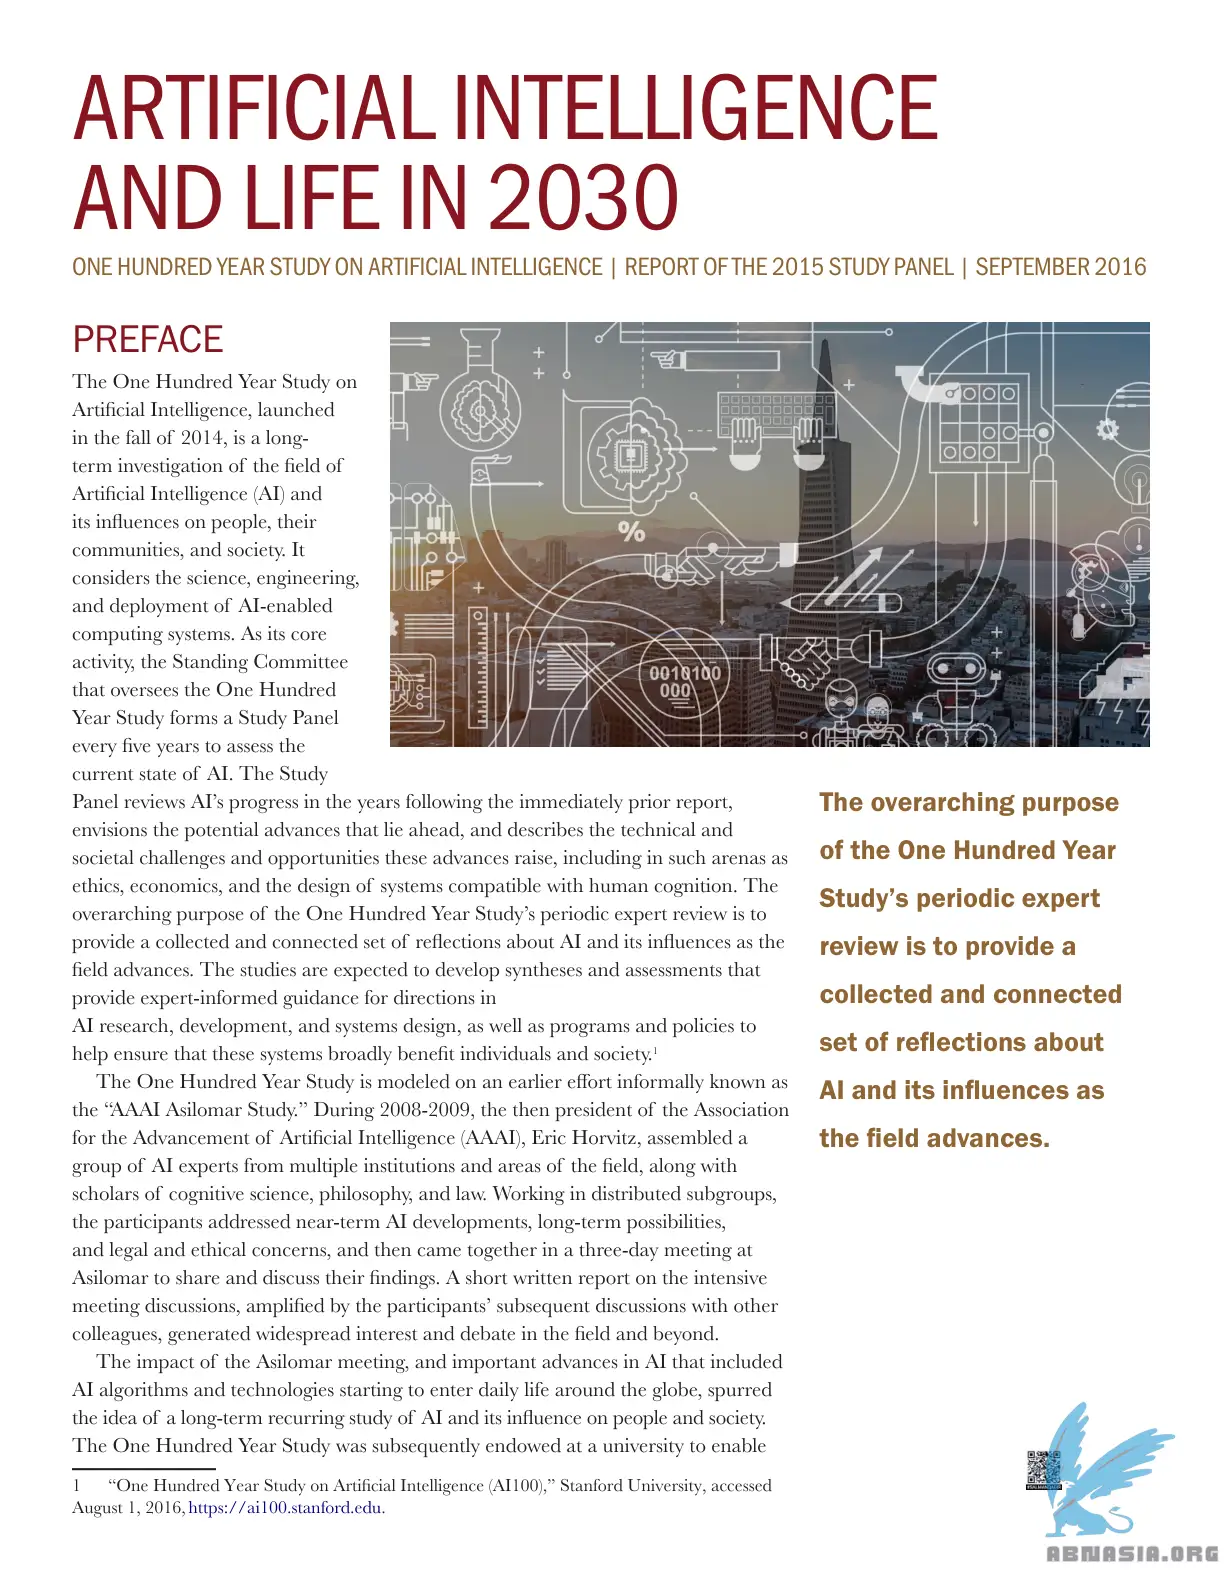 ARTIFICIAL INTELLIGENCE
AND LIFE IN 2030
ONE HUNDRED YEAR STUDY ON ARTIFICIAL INTELLIGENCE | REPORT OF THE 2015 STUDY PANEL | SEPTEMBER 2016
PREFACE
The One Hundred Year Study on
Artificial Intelligence, launched
in the fall of 2014, is a long-
term investigation of the field of
Artificial Intelligence (AI) and
its influences on people, their
communities, and society. It
considers the science, engineering,
and deployment of AI-enabled
computing systems. As its core
activity, the Standing Committee
that oversees the One Hundred
Year Study forms a Study Panel
every five years to assess the
current state of AI. The Study
Panel reviews AI’s progress in the years following the immediately prior report,
envisions the potential advances that lie ahead, and describes the technical and
societal challenges and opportunities these advances raise, including in such arenas as
ethics, economics, and the design of systems compatible with human cognition. The
overarching purpose of the One Hundred Year Study’s periodic expert review is to
provide a collected and connected set of reflections about AI and its influences as the
field advances. The studies are expected to develop syntheses and assessments that
provide expert-informed guidance for directions in
AI research, development, and systems design, as well as programs and policies to
help ensure that these systems broadly benefit individuals and society.1
The One Hundred Year Study is modeled on an earlier effort informally known as
the “AAAI Asilomar Study.” During 2008-2009, the then president of the Association
for the Advancement of Artificial Intelligence (AAAI), Eric Horvitz, assembled a
group of AI experts from multiple institutions and areas of the field, along with
scholars of cognitive science, philosophy, and law. Working in distributed subgroups,
the participants addressed near-term AI developments, long-term possibilities,
and legal and ethical concerns, and then came together in a three-day meeting at
Asilomar to share and discuss their findings. A short written report on the intensive
meeting discussions, amplified by the participants’ subsequent discussions with other
colleagues, generated widespread interest and debate in the field and beyond.
The impact of the Asilomar meeting, and important advances in AI that included
AI algorithms and technologies starting to enter daily life around the globe, spurred
the idea of a long-term recurring study of AI and its influence on people and society.
The One Hundred Year Study was subsequently endowed at a university to enable
%
0010100
000
The overarching purpose
of the One Hundred Year
Study’s periodic expert
review is to provide a
collected and connected
set of reflections about
AI and its influences as
the field advances.
1 “One Hundred Year Study on Artificial Intelligence (AI100),” Stanford University, accessed
August 1, 2016, https://ai100.stanford.edu.
ABNASIA.ORG